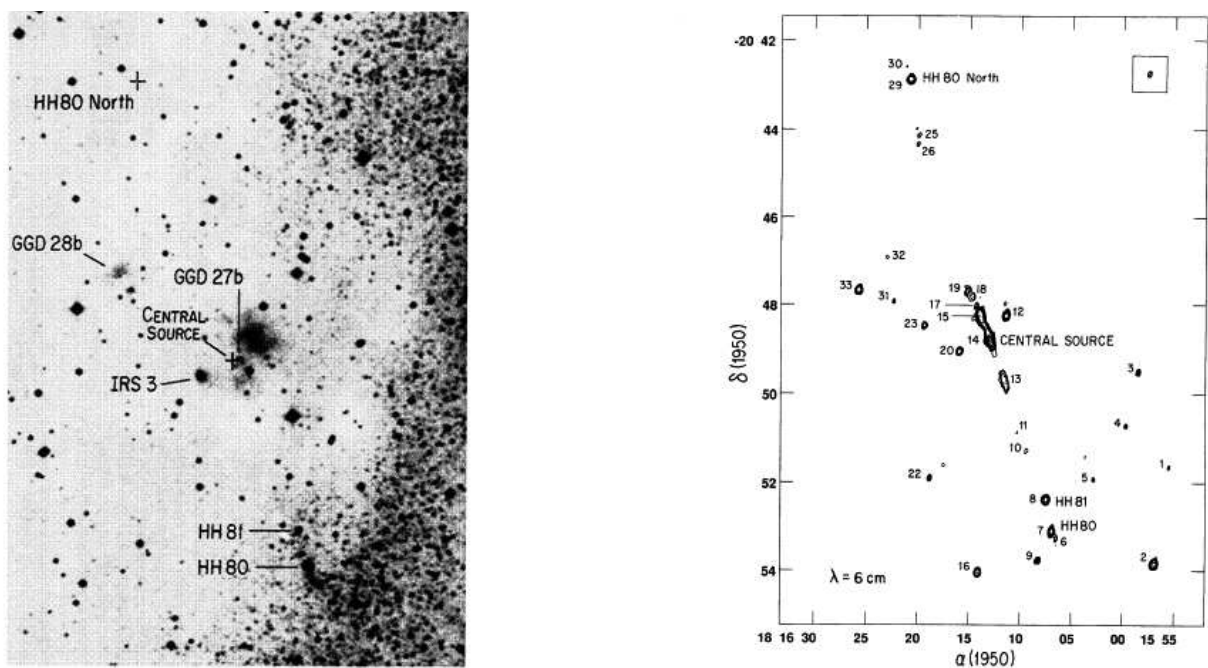 HH80 North
GGD 28b
GGD 27b
CENTRAL
SOURCE
IRS 3
HH 81
HH 80
-20 42
44
46
48
50
52
54
δ (1950)
30
29
HH 80 North
25
26
32
33
31
19
18
17
15
12
23
14
CENTRAL SOURCE
20
13
3
11
10
4
1
22
5
8
HH 81
7
HH80
6
9
2
16
λ = 6 cm
18 16 30
25
20
15
10
05
00
15 55
α (1950)